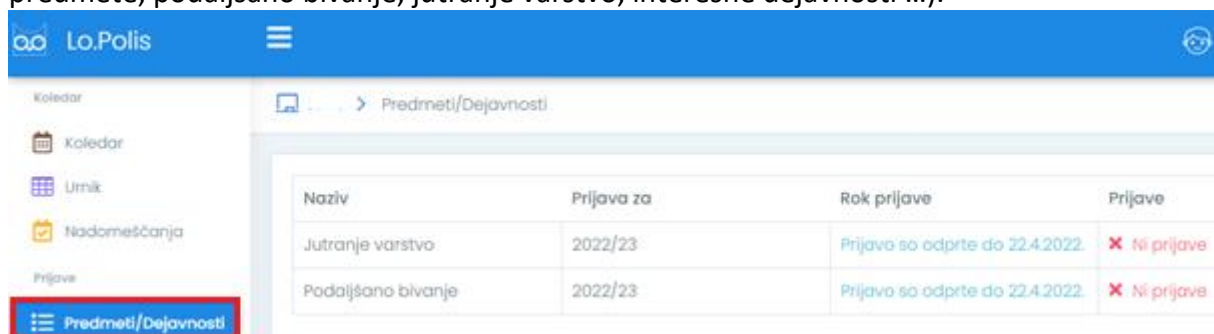 predmete, podaljšano bivanje, jutranje varstvo, interesne dejavnosti …).
Lo.Polis
Koledar
Predmeti/Dejavnosti
Koledar
Urnik
Nadomeščanja
Prijave
Predmeti/Dejavnosti
Naziv Prijava za Rok prijave Prijave
Jutranje varstvo 2022/23 Prijavo so odprte do 22.4.2022. Ni prijave
Podaljšano bivanje 2022/23 Prijavo so odprte do 22.4.2022. Ni prijave